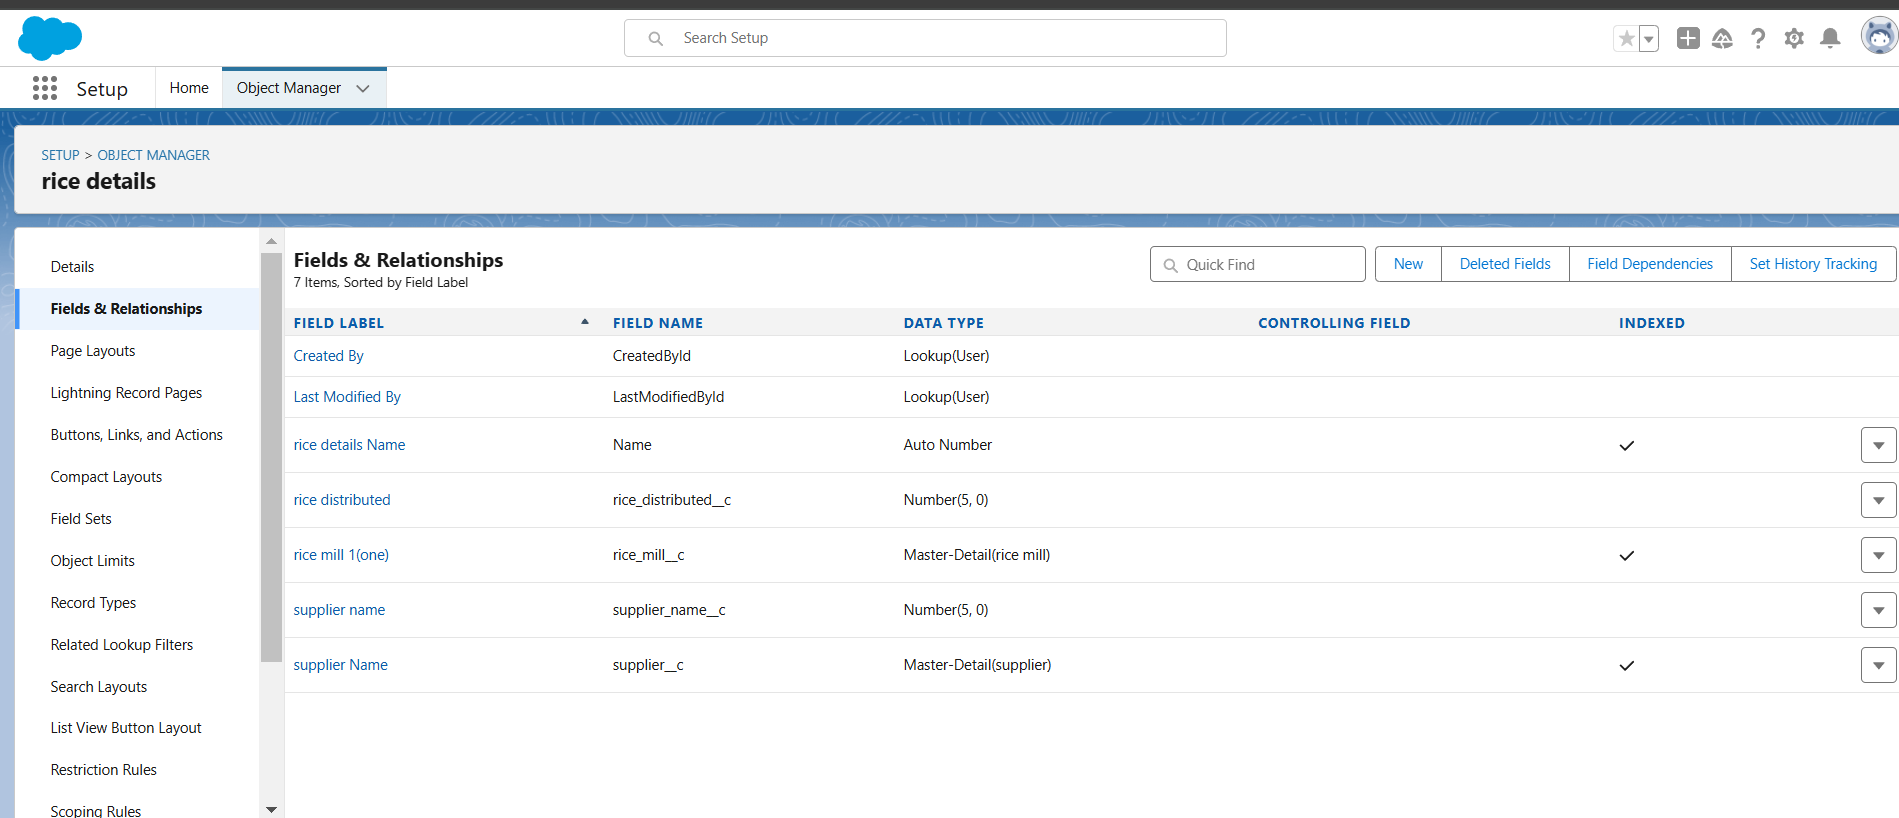 Search Setup
Setup
Home
Object Manager
SETUP > OBJECT MANAGER
rice details
Details
Fields & Relationships
Page Layouts
Lightning Record Pages
Buttons, Links, and Actions
Compact Layouts
Field Sets
Object Limits
Record Types
Related Lookup Filters
Search Layouts
List View Button Layout
Restriction Rules
Scoping Rules
Fields & Relationships
7 Items, Sorted by Field Label
Quick Find
New
Deleted Fields
Field Dependencies
Set History Tracking
FIELD LABEL FIELD NAME DATA TYPE CONTROLLING FIELD INDEXED
Created By CreatedById Lookup(User)
Last Modified By LastModifiedById Lookup(User)
rice details Name Name Auto Number
rice distributed rice_distributed__c Number(5, 0)
rice mill 1(one) rice_mill__c Master-Detail(rice mill)
supplier name supplier_name__c Number(5, 0)
supplier Name supplier__c Master-Detail(supplier)